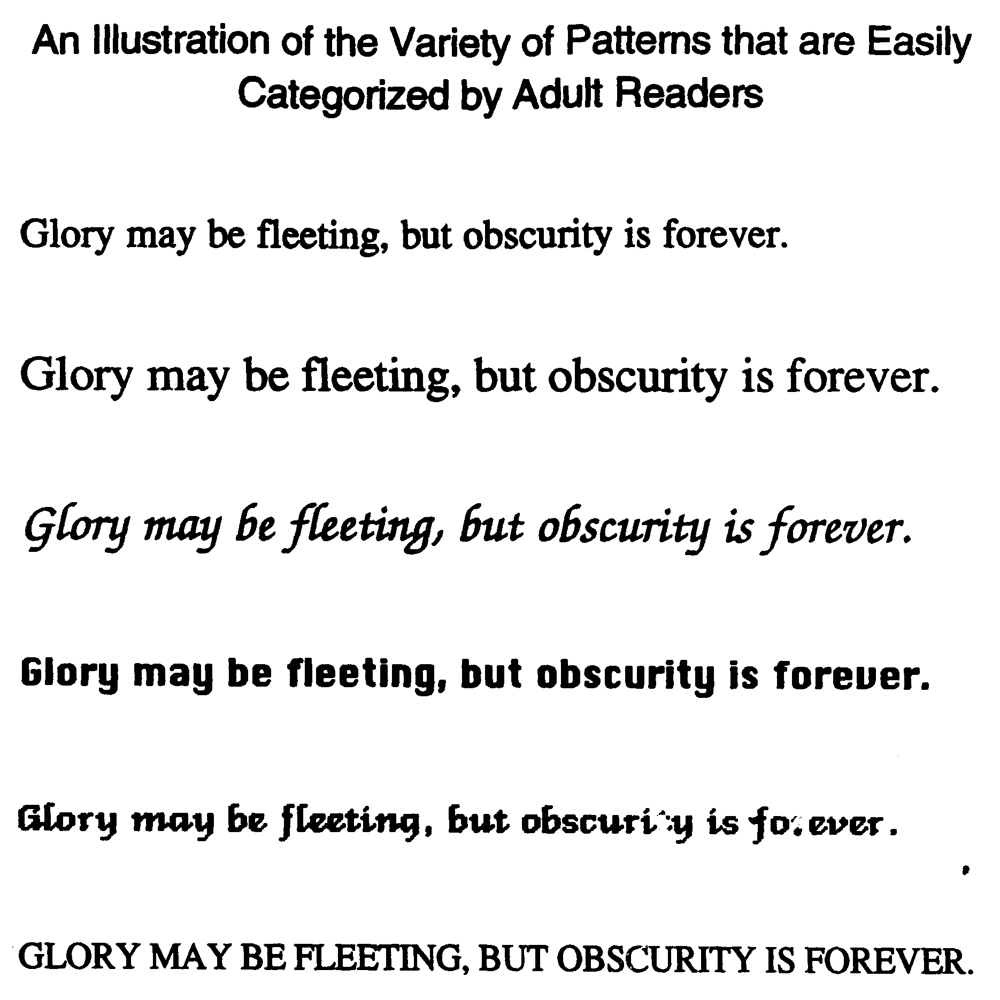 An Illustration of the Variety of Patterns that are Easily
Categorized by Adult Readers
Glory may be fleeting, but obscurity is forever.
Glory may be fleeting, but obscurity is forever.
Glory may be fleeting, but obscurity is forever.
Glory may be fleeting, but obscurity is forever.
Glory may be fleeting, but obscurity is forever.
GLORY MAY BE FLEETING, BUT OBSCURITY IS FOREVER.